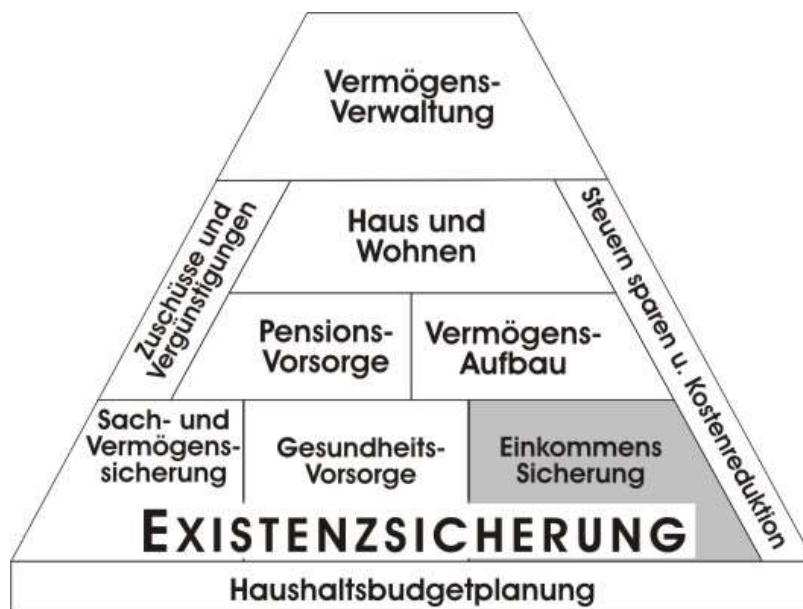 Vermögens-
Verwaltung
Zuschüsse und
Vergünstigungen
Haus und
Wohnen
Steuern sparen u. Kostenreduktion
Pensions-
Vorsorge
Vermögens-
Aufbau
Sach- und
Vermögens-
sicherung
Gesundheits-
Vorsorge
Einkommens
Sicherung
EXISTENZSICHERUNG
Haushaltsbudgetplanung